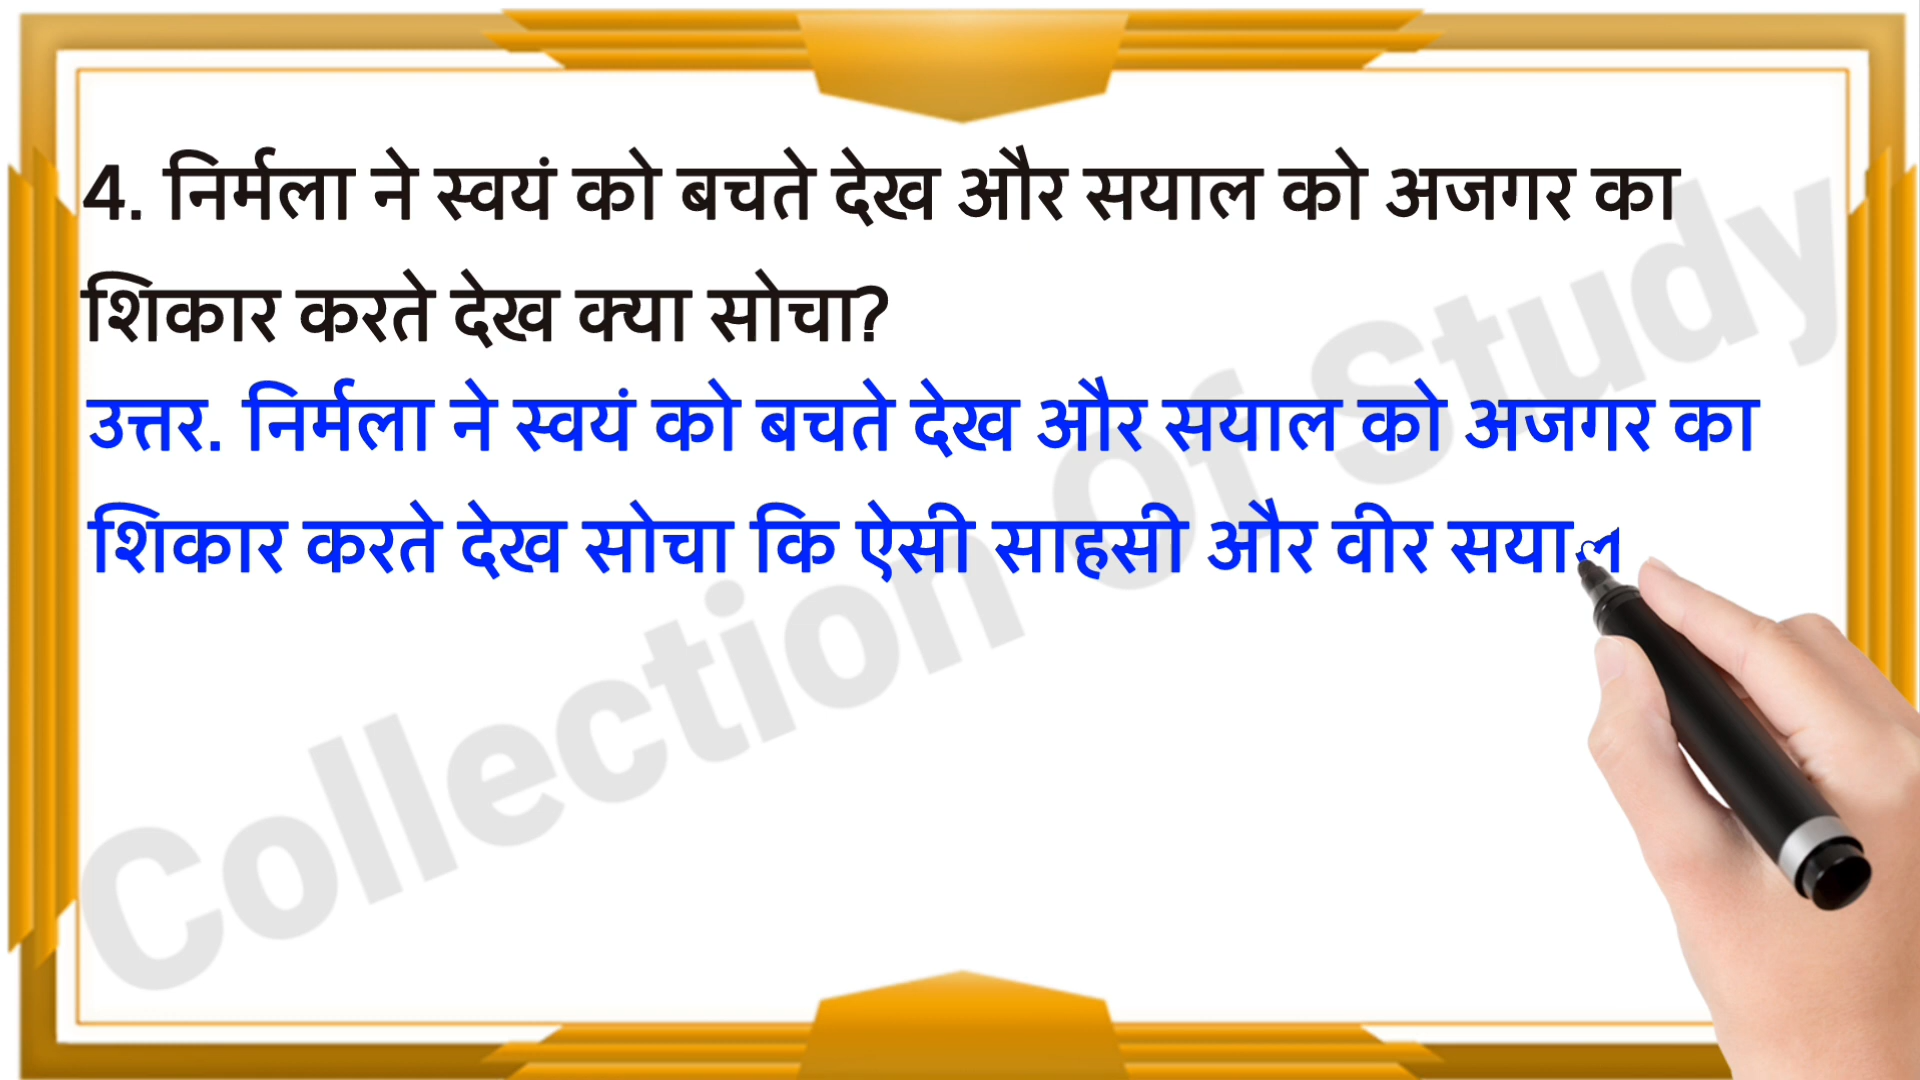 4. निर्मला ने स्वयं को बचते देख और सयाल को अजगर का
शिकार करते देख क्या सोचा?
उत्तर. निर्मला ने स्वयं को बचते देख और सयाल को अजगर का
शिकार करते देख सोचा कि ऐसी साहसी और वीर सयाल
Collection Of Study